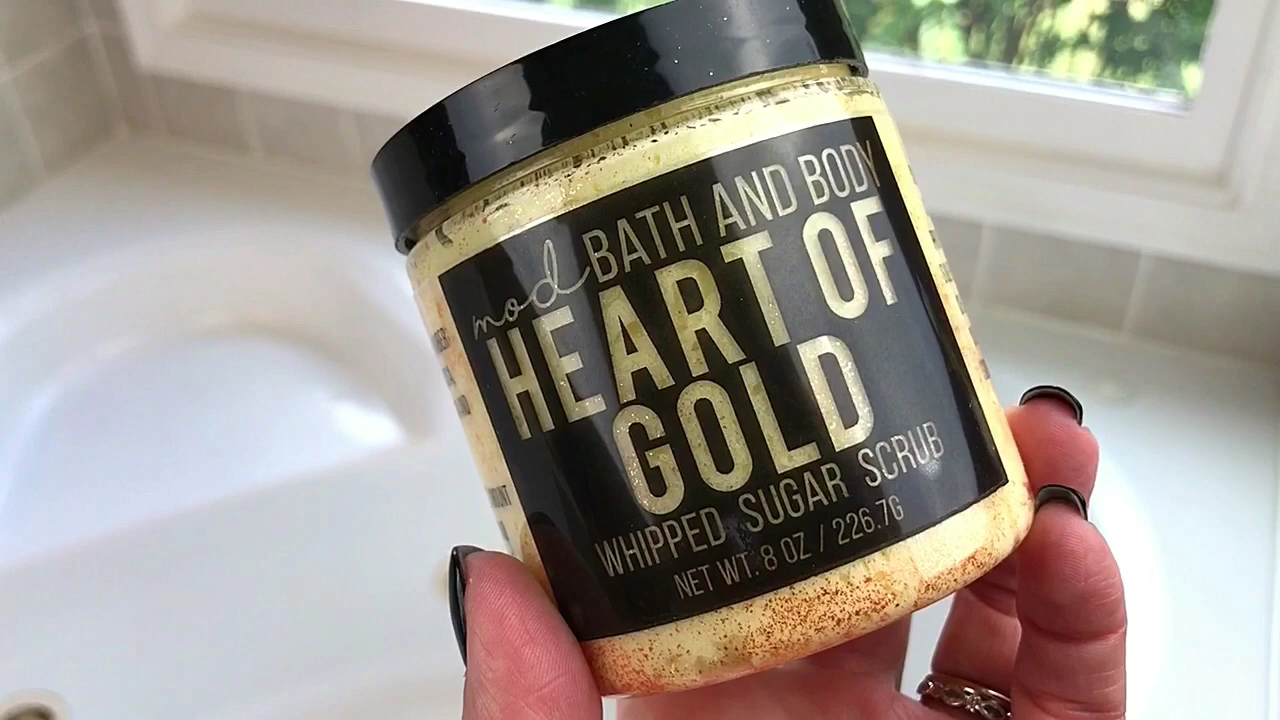 mod BATH AND BODY
HEART OF
GOLD
WHIPPED SUGAR SCRUB
NET WT. 8 OZ / 226.7G